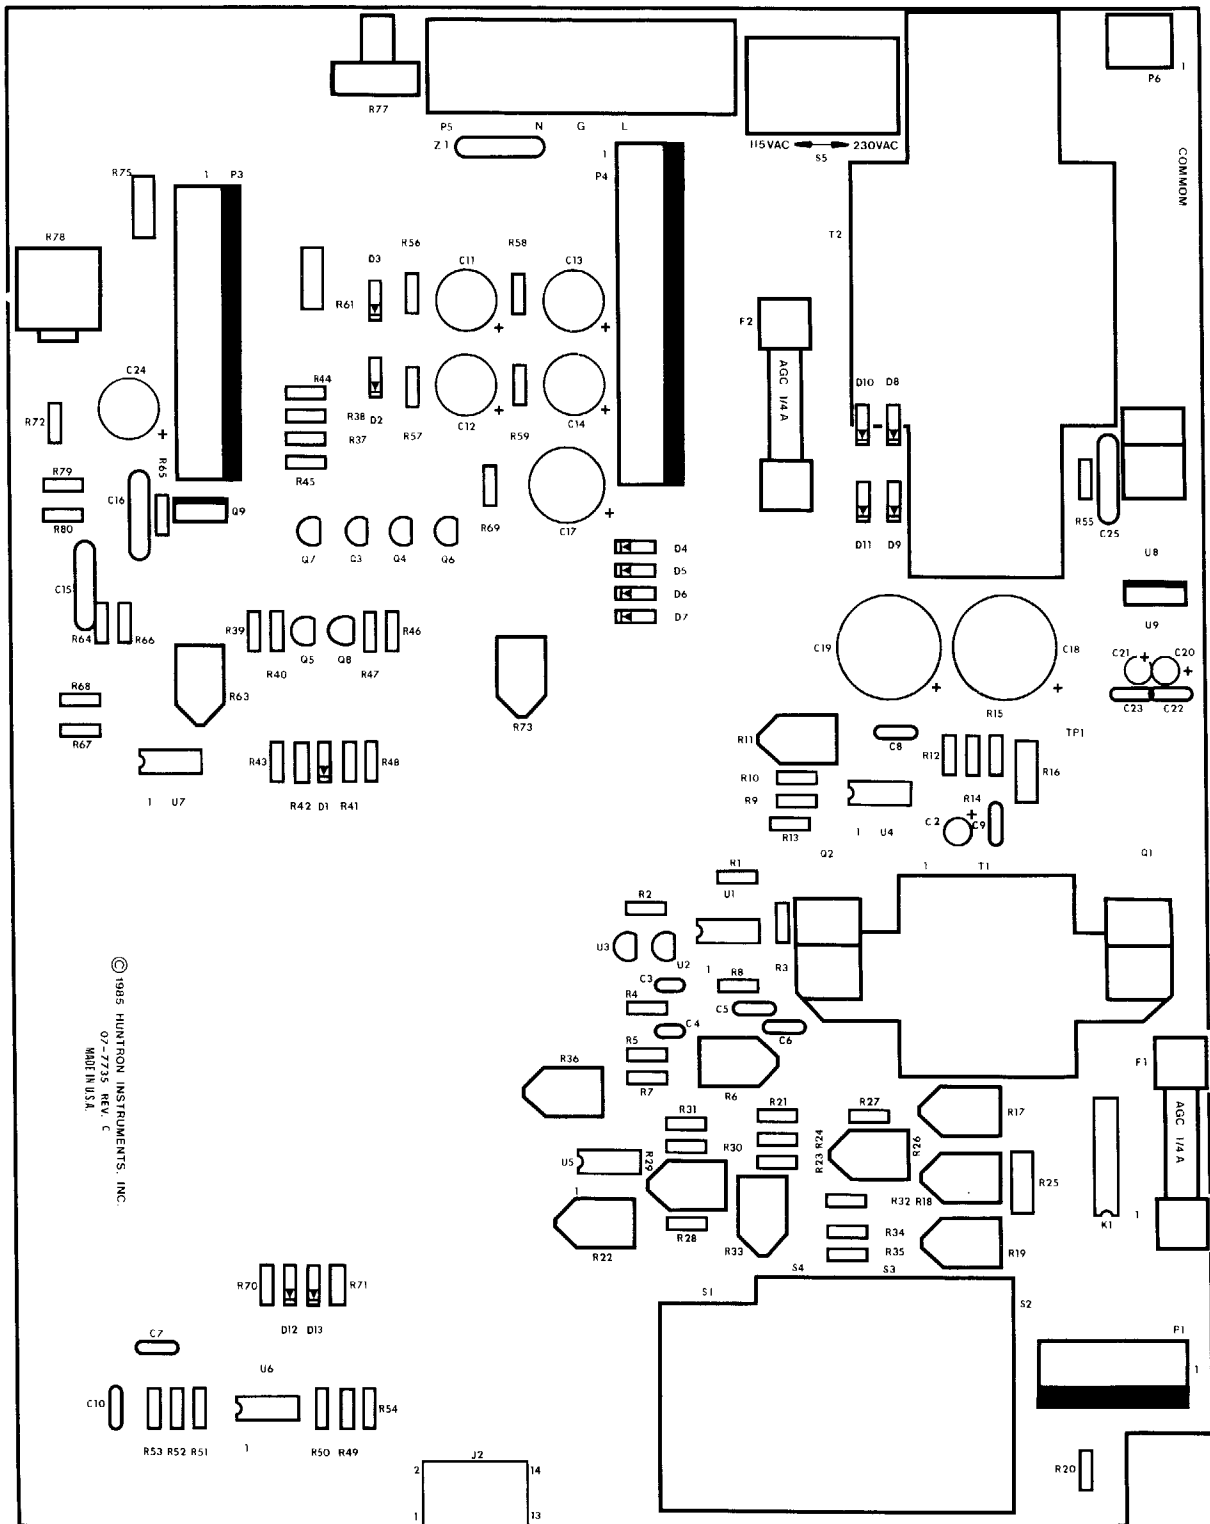 R77
P5 N G L
Z1
115VAC 230VAC
S5
P6 1
COMMOM
R75
1 P3
1
P4
R78
R61
D3
R56
C11
R58
C13
+
+
T2
F2
AGC 1/4 A
C24
+
R72
R44
R38
R37
R45
D2
R57
C12
+
R59
C14
+
D10 D8
R79
R80
R65
C16
Q9
R69
C17
+
D11 D9
R55
C25
U8
Q7 Q3 Q4 Q6
D4
D5
D6
D7
C15
R64 R66
R39
R40
Q5 Q8
R47
R46
U9
C19
+
C18
+
C21 + C20 +
C23 C22
R68
R67
R63
R73
R15
TP1
R11
C8
R12
R14
R16
R43
R42 D1 R41
R48
1 U7
R10
R9
R13
1 U4
C2
+
C9
Q2
1 T1
Q1
R1
R2
U1
U3
U2
1
R3
C3
R8
R4
C5
C4
C6
R5
R7
R6
© 1985 HUNTRON INSTRUMENTS, INC.
07-7735 REV. C
MADE IN U.S.A.
R36
F1
AGC 1/4 A
R31
R21
R27
R17
R30
R24
R23
R26
U5
1
R29
R32 R18
R25
K1
1
R22
R28
R33
R34
R35
R19
S4 S3
S1
S2
R70
D12 D13
R71
C7
P1
1
U6
C10
R53 R52 R51
1
R50 R49
R54
J2
2 14
1 13
R20